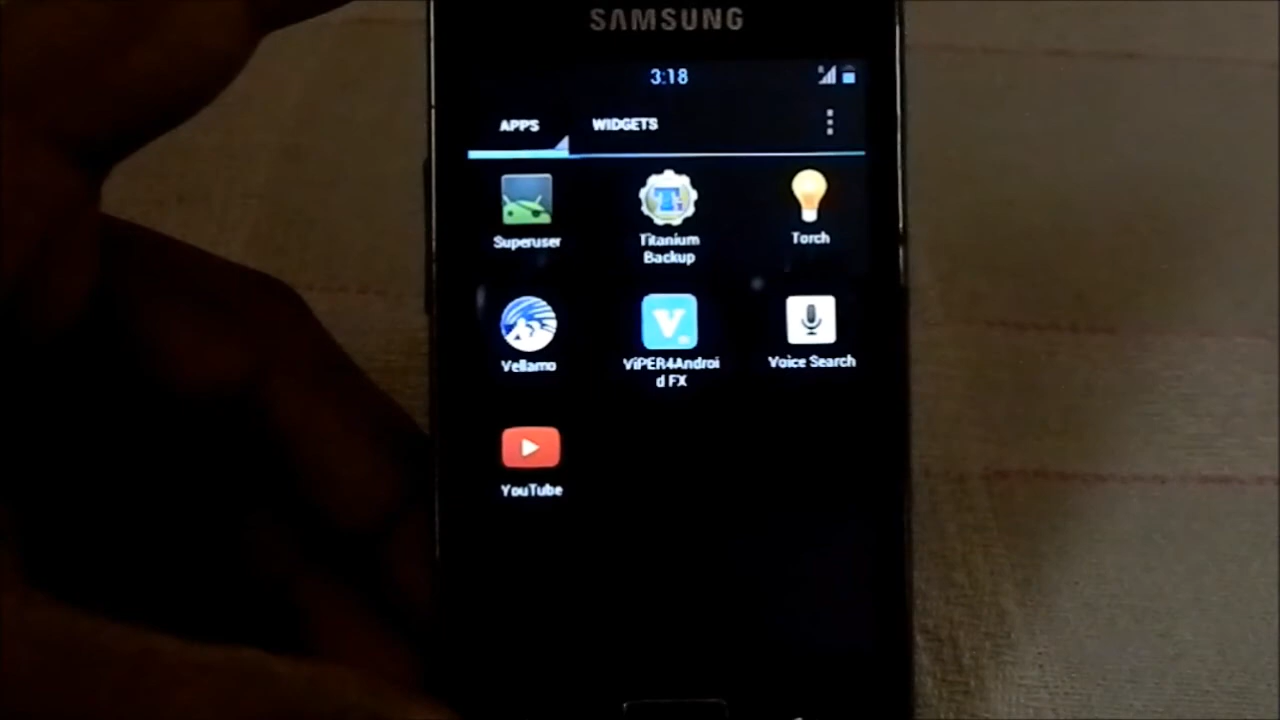 SAMSUNG
3:18
APPS WIDGETS
Superuser
Titanium
Backup
Torch
Vellamo
ViPER4Androi
d FX
Voice Search
YouTube